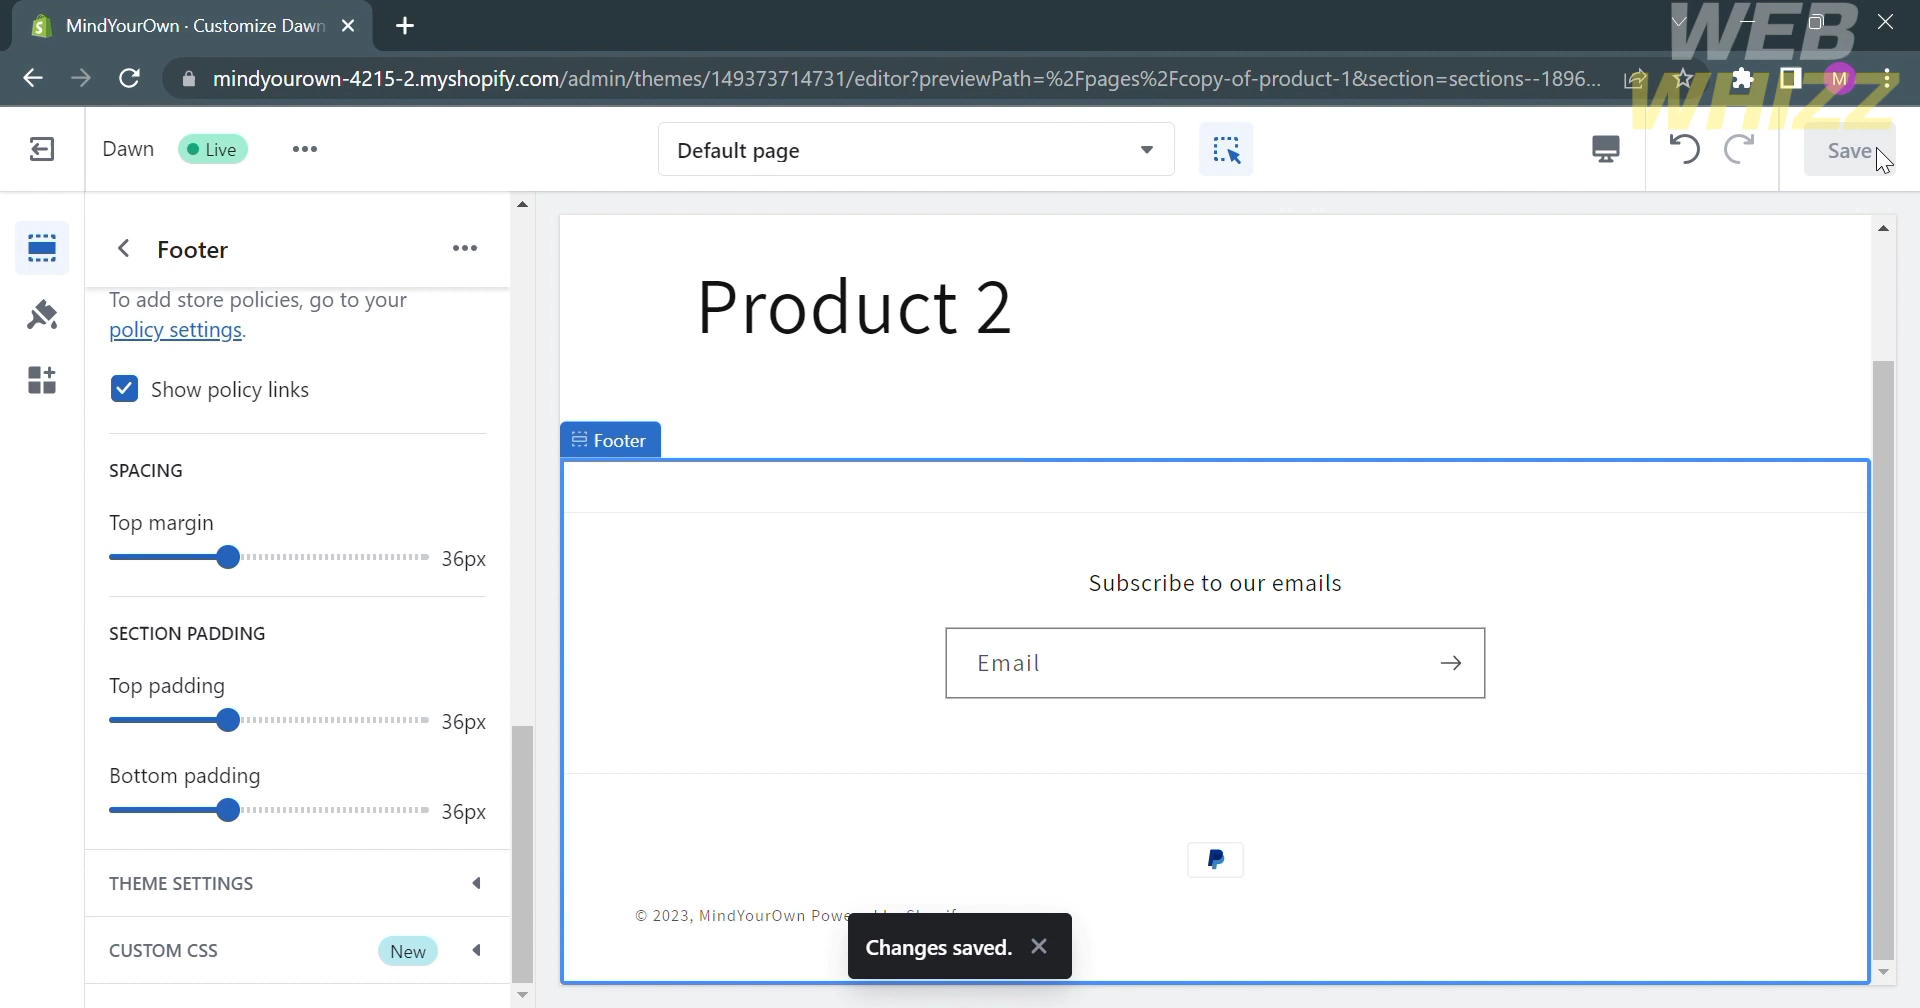 MindYourOwn · Customize Dawn
WEB
WHIZZ
mindyourown-4215-2.myshopify.com/admin/themes/149373714731/editor?previewPath=%2Fpages%2Fcopy-of-product-1&section=sections--1896...
M
Dawn
Live
Default page
Save
Footer
To add store policies, go to your
policy settings.
Show policy links
SPACING
Top margin
36px
SECTION PADDING
Top padding
36px
Bottom padding
36px
THEME SETTINGS
CUSTOM CSS
New
Product 2
Footer
Subscribe to our emails
Email
© 2023, MindYourOwn
Changes saved.